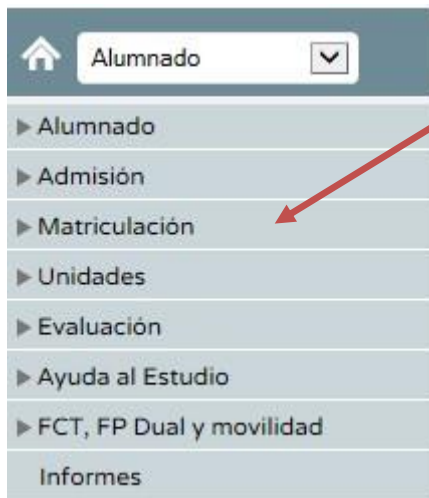 Alumnado
Alumnado
Admisión
Matriculación
Unidades
Evaluación
Ayuda al Estudio
FCT, FP Dual y movilidad
Informes